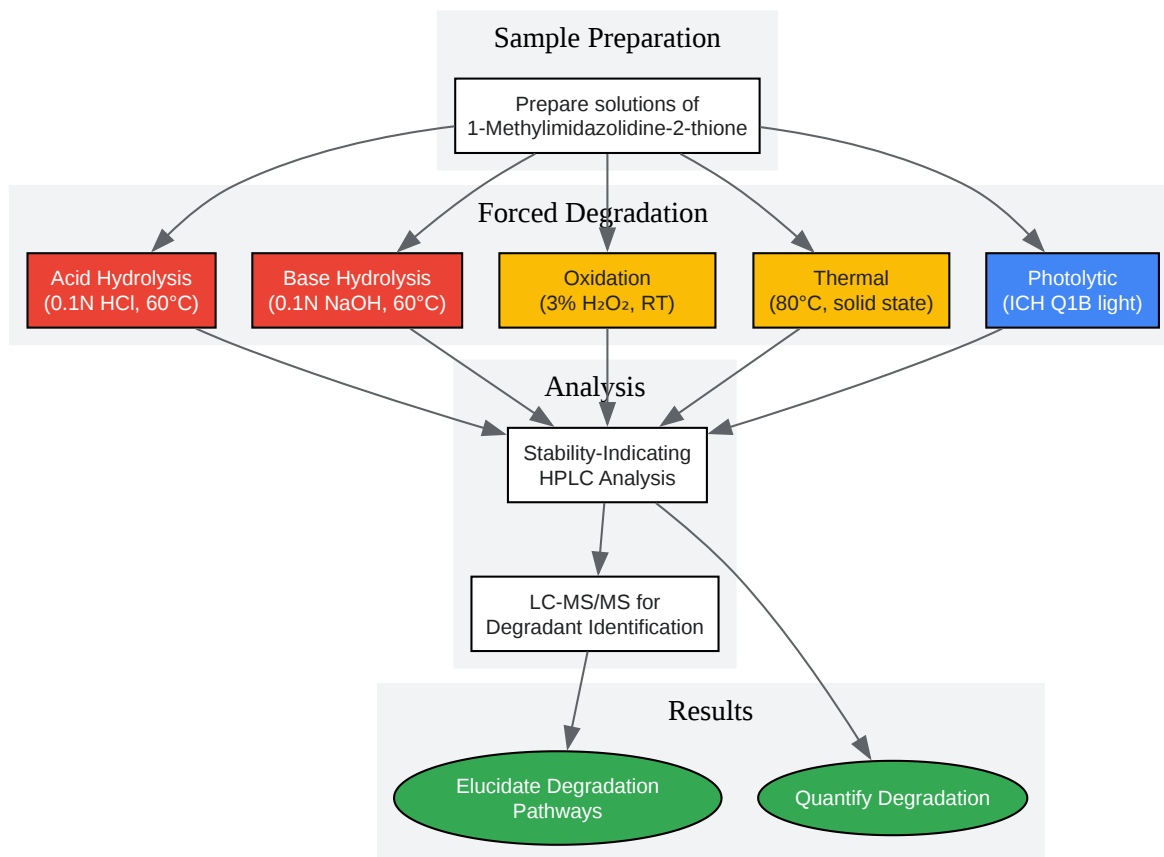 Sample Preparation
Prepare solutions of
1-Methylimidazolidine-2-thione
Forced Degradation
Acid Hydrolysis
(0.1N HCl, 60°C)
Base Hydrolysis
(0.1N NaOH, 60°C)
Oxidation
(3% H₂O₂, RT)
Thermal
(80°C, solid state)
Photolytic
(ICH Q1B light)
Analysis
Stability-Indicating
HPLC Analysis
LC-MS/MS for
Degradant Identification
Results
Elucidate Degradation
Pathways
Quantify Degradation